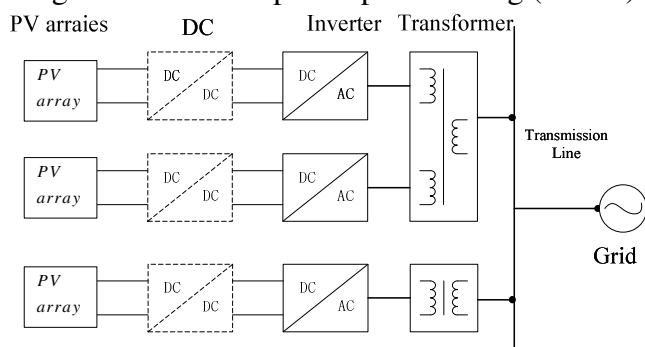 PV arraies DC Inverter Transformer
PV
array
DC
DC
DC
AC
PV
array
DC
DC
DC
AC
Transmission
Line
Grid
PV
array
DC
DC
DC
AC